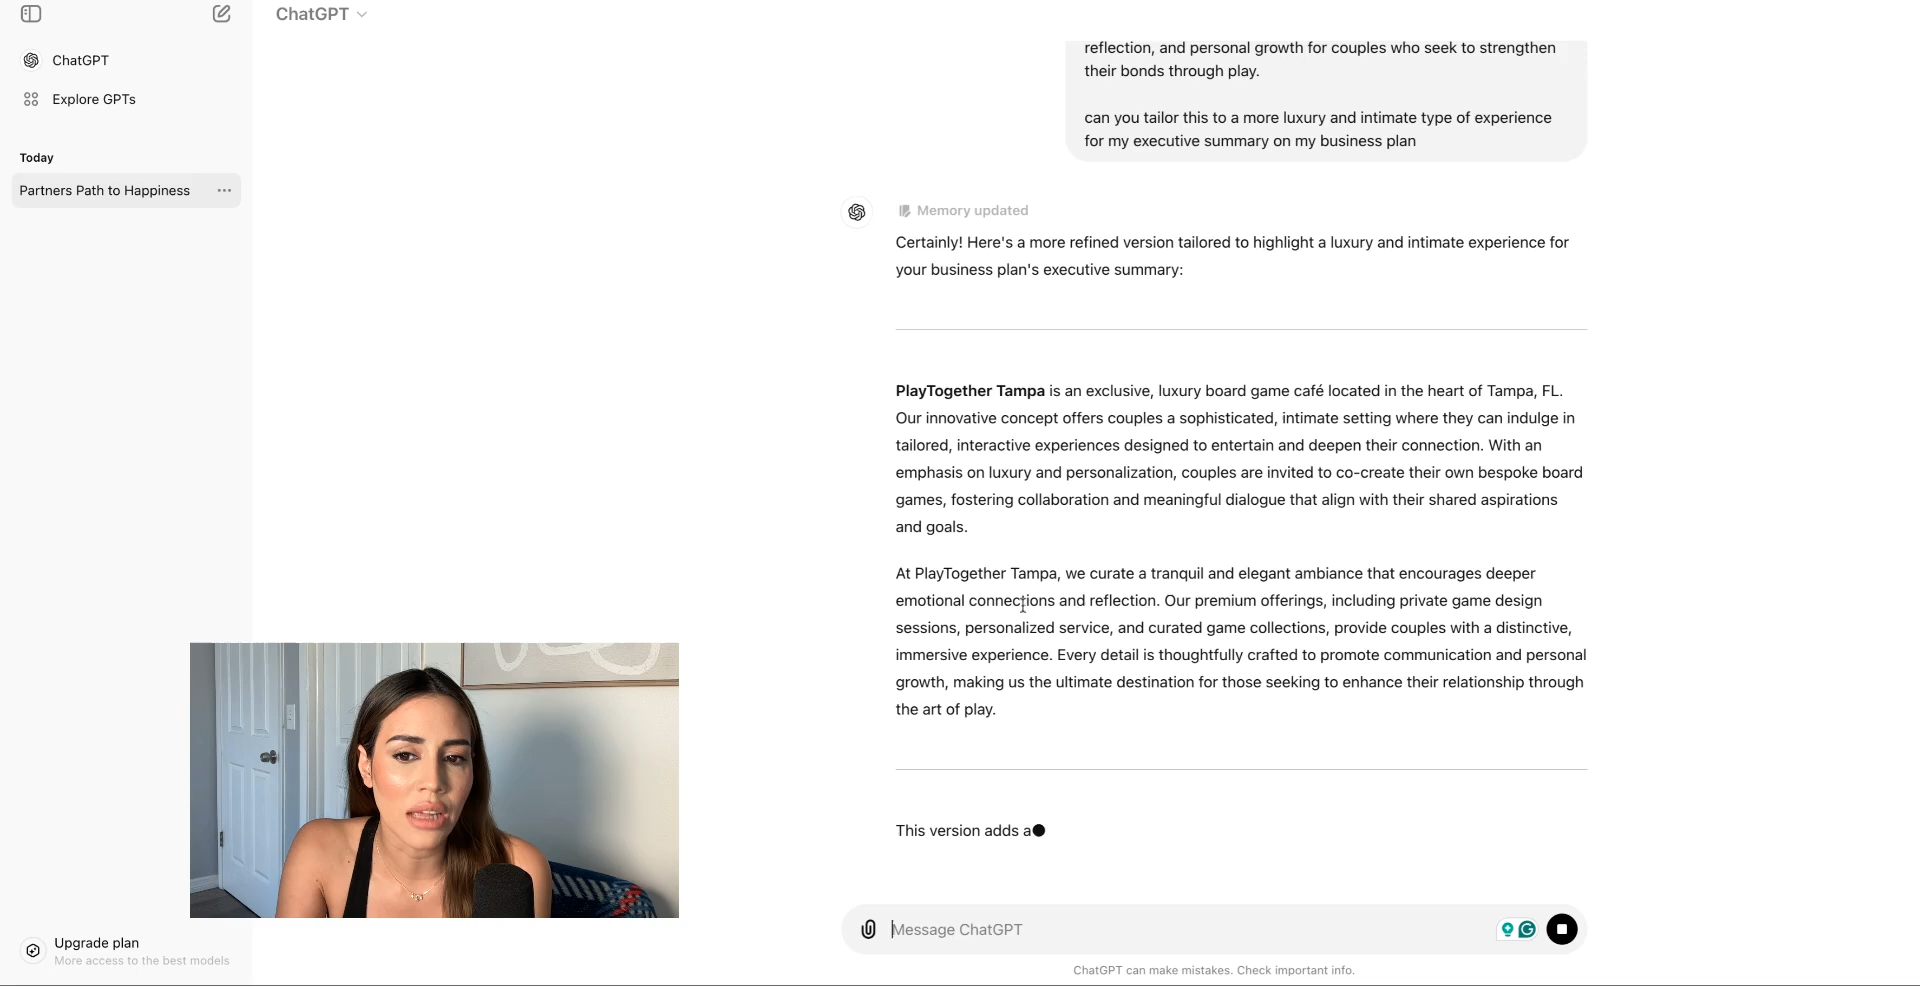 ChatGPT
ChatGPT
Explore GPTs
Today
Partners Path to Happiness
reflection, and personal growth for couples who seek to strengthen
their bonds through play.
can you tailor this to a more luxury and intimate type of experience
for my executive summary on my business plan
Memory updated
Certainly! Here's a more refined version tailored to highlight a luxury and intimate experience for
your business plan's executive summary:
PlayTogether Tampa is an exclusive, luxury board game café located in the heart of Tampa, FL.
Our innovative concept offers couples a sophisticated, intimate setting where they can indulge in
tailored, interactive experiences designed to entertain and deepen their connection. With an
emphasis on luxury and personalization, couples are invited to co-create their own bespoke board
games, fostering collaboration and meaningful dialogue that align with their shared aspirations
and goals.
At PlayTogether Tampa, we curate a tranquil and elegant ambiance that encourages deeper
emotional connections and reflection. Our premium offerings, including private game design
sessions, personalized service, and curated game collections, provide couples with a distinctive,
immersive experience. Every detail is thoughtfully crafted to promote communication and personal
growth, making us the ultimate destination for those seeking to enhance their relationship through
the art of play.
This version adds a
Message ChatGPT
Upgrade plan
More access to the best models
ChatGPT can make mistakes. Check important info.